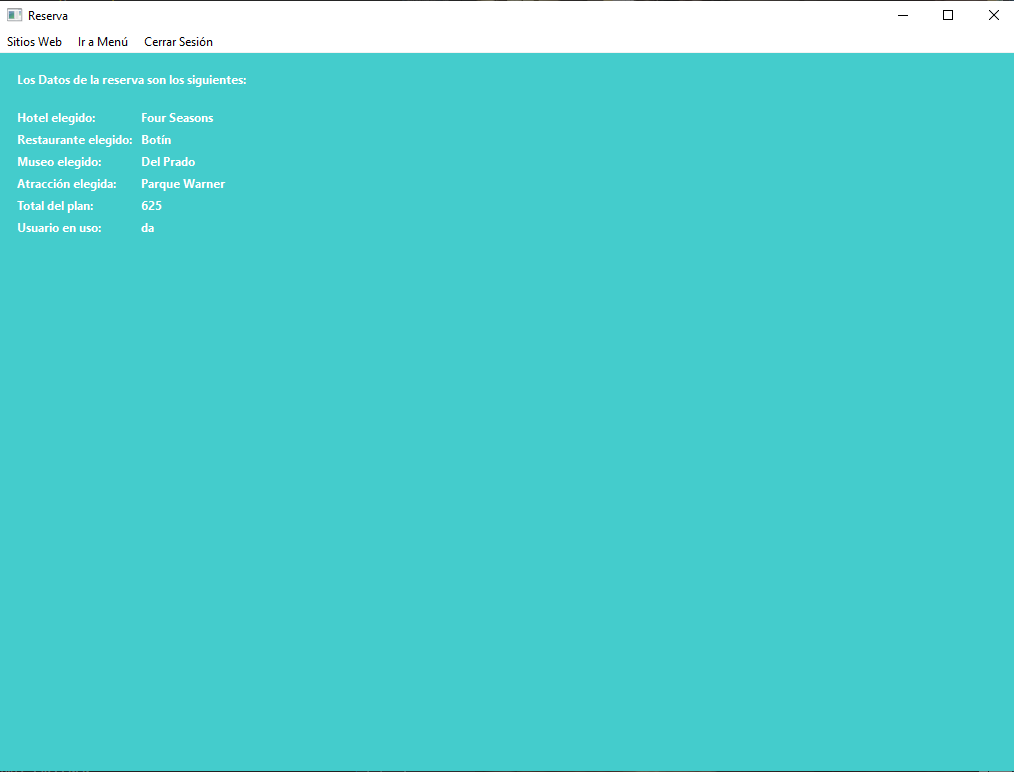 Reserva
Sitios Web Ir a Menú Cerrar Sesión
Los Datos de la reserva son los siguientes:
Hotel elegido: Four Seasons
Restaurante elegido: Botín
Museo elegido: Del Prado
Atracción elegida: Parque Warner
Total del plan: 625
Usuario en uso: da